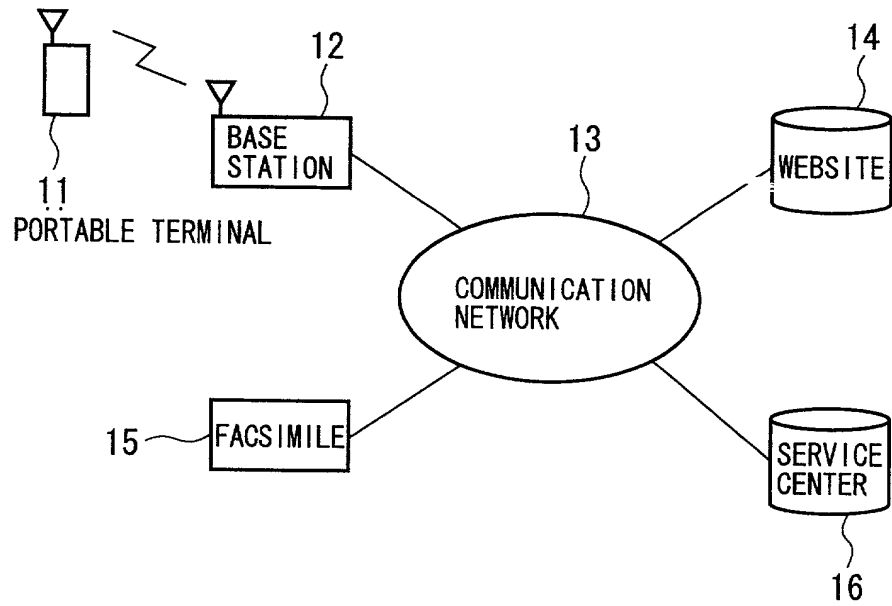 12
14
BASE
STATION
13
WEBSITE
11
PORTABLE TERMINAL
COMMUNICATION
NETWORK
15
FACSIMILE
SERVICE
CENTER
16